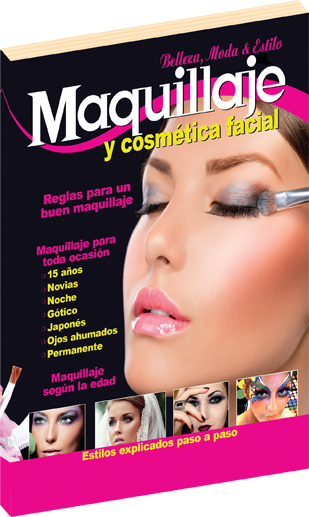 Belleza, Moda & Estilo
Maquillaje
y cosmética facial
Reglas para un
buen maquillaje
Maquillaje para
toda ocasión
15 años
Novias
Noche
Gótico
Japonés
Ojos ahumados
Permanente
Maquillaje
según la edad
Estilos explicados paso a paso